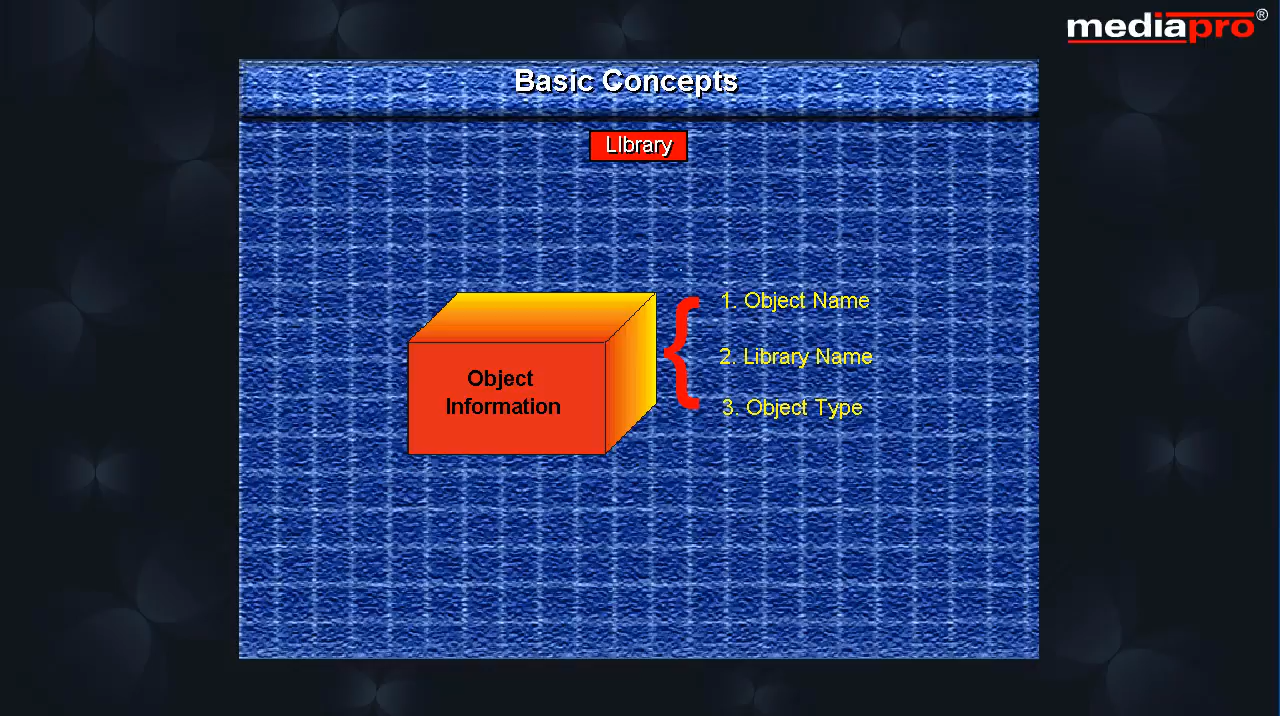 mediapro®
Basic Concepts
LIbrary
1. Object Name
Object
Information
2. Library Name
3. Object Type